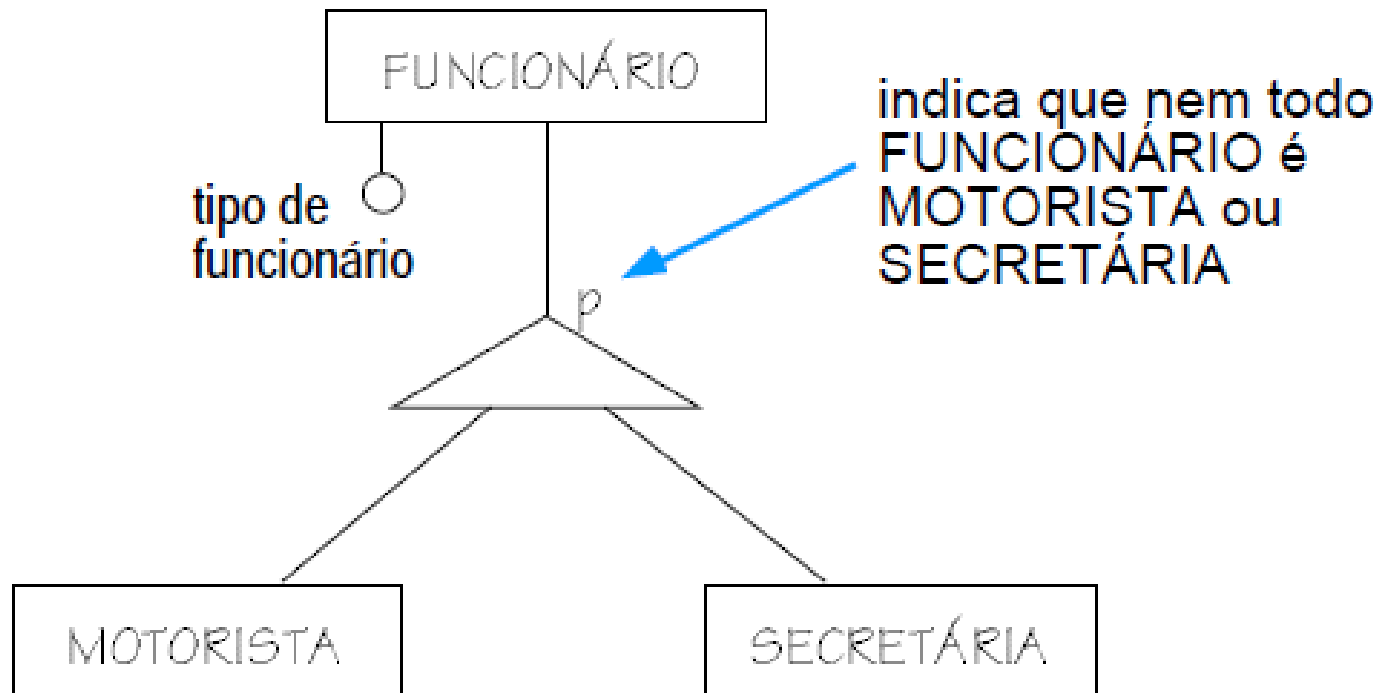 FUNCIONÁRIO
indica que nem todo
FUNCIONÁRIO é
MOTORISTA ou
SECRETÁRIA
tipo de
funcionário
p
MOTORISTA
SECRETÁRIA